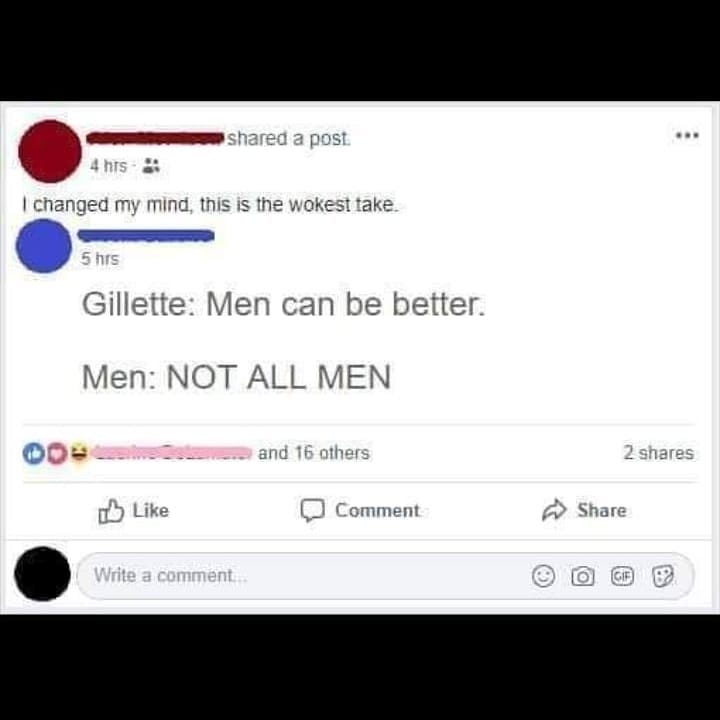 shared a post.
4 hrs ·
I changed my mind, this is the wokest take.
5 hrs
Gillette: Men can be better.
Men: NOT ALL MEN
and 16 others 2 shares
Like Comment Share
Write a comment... GIF